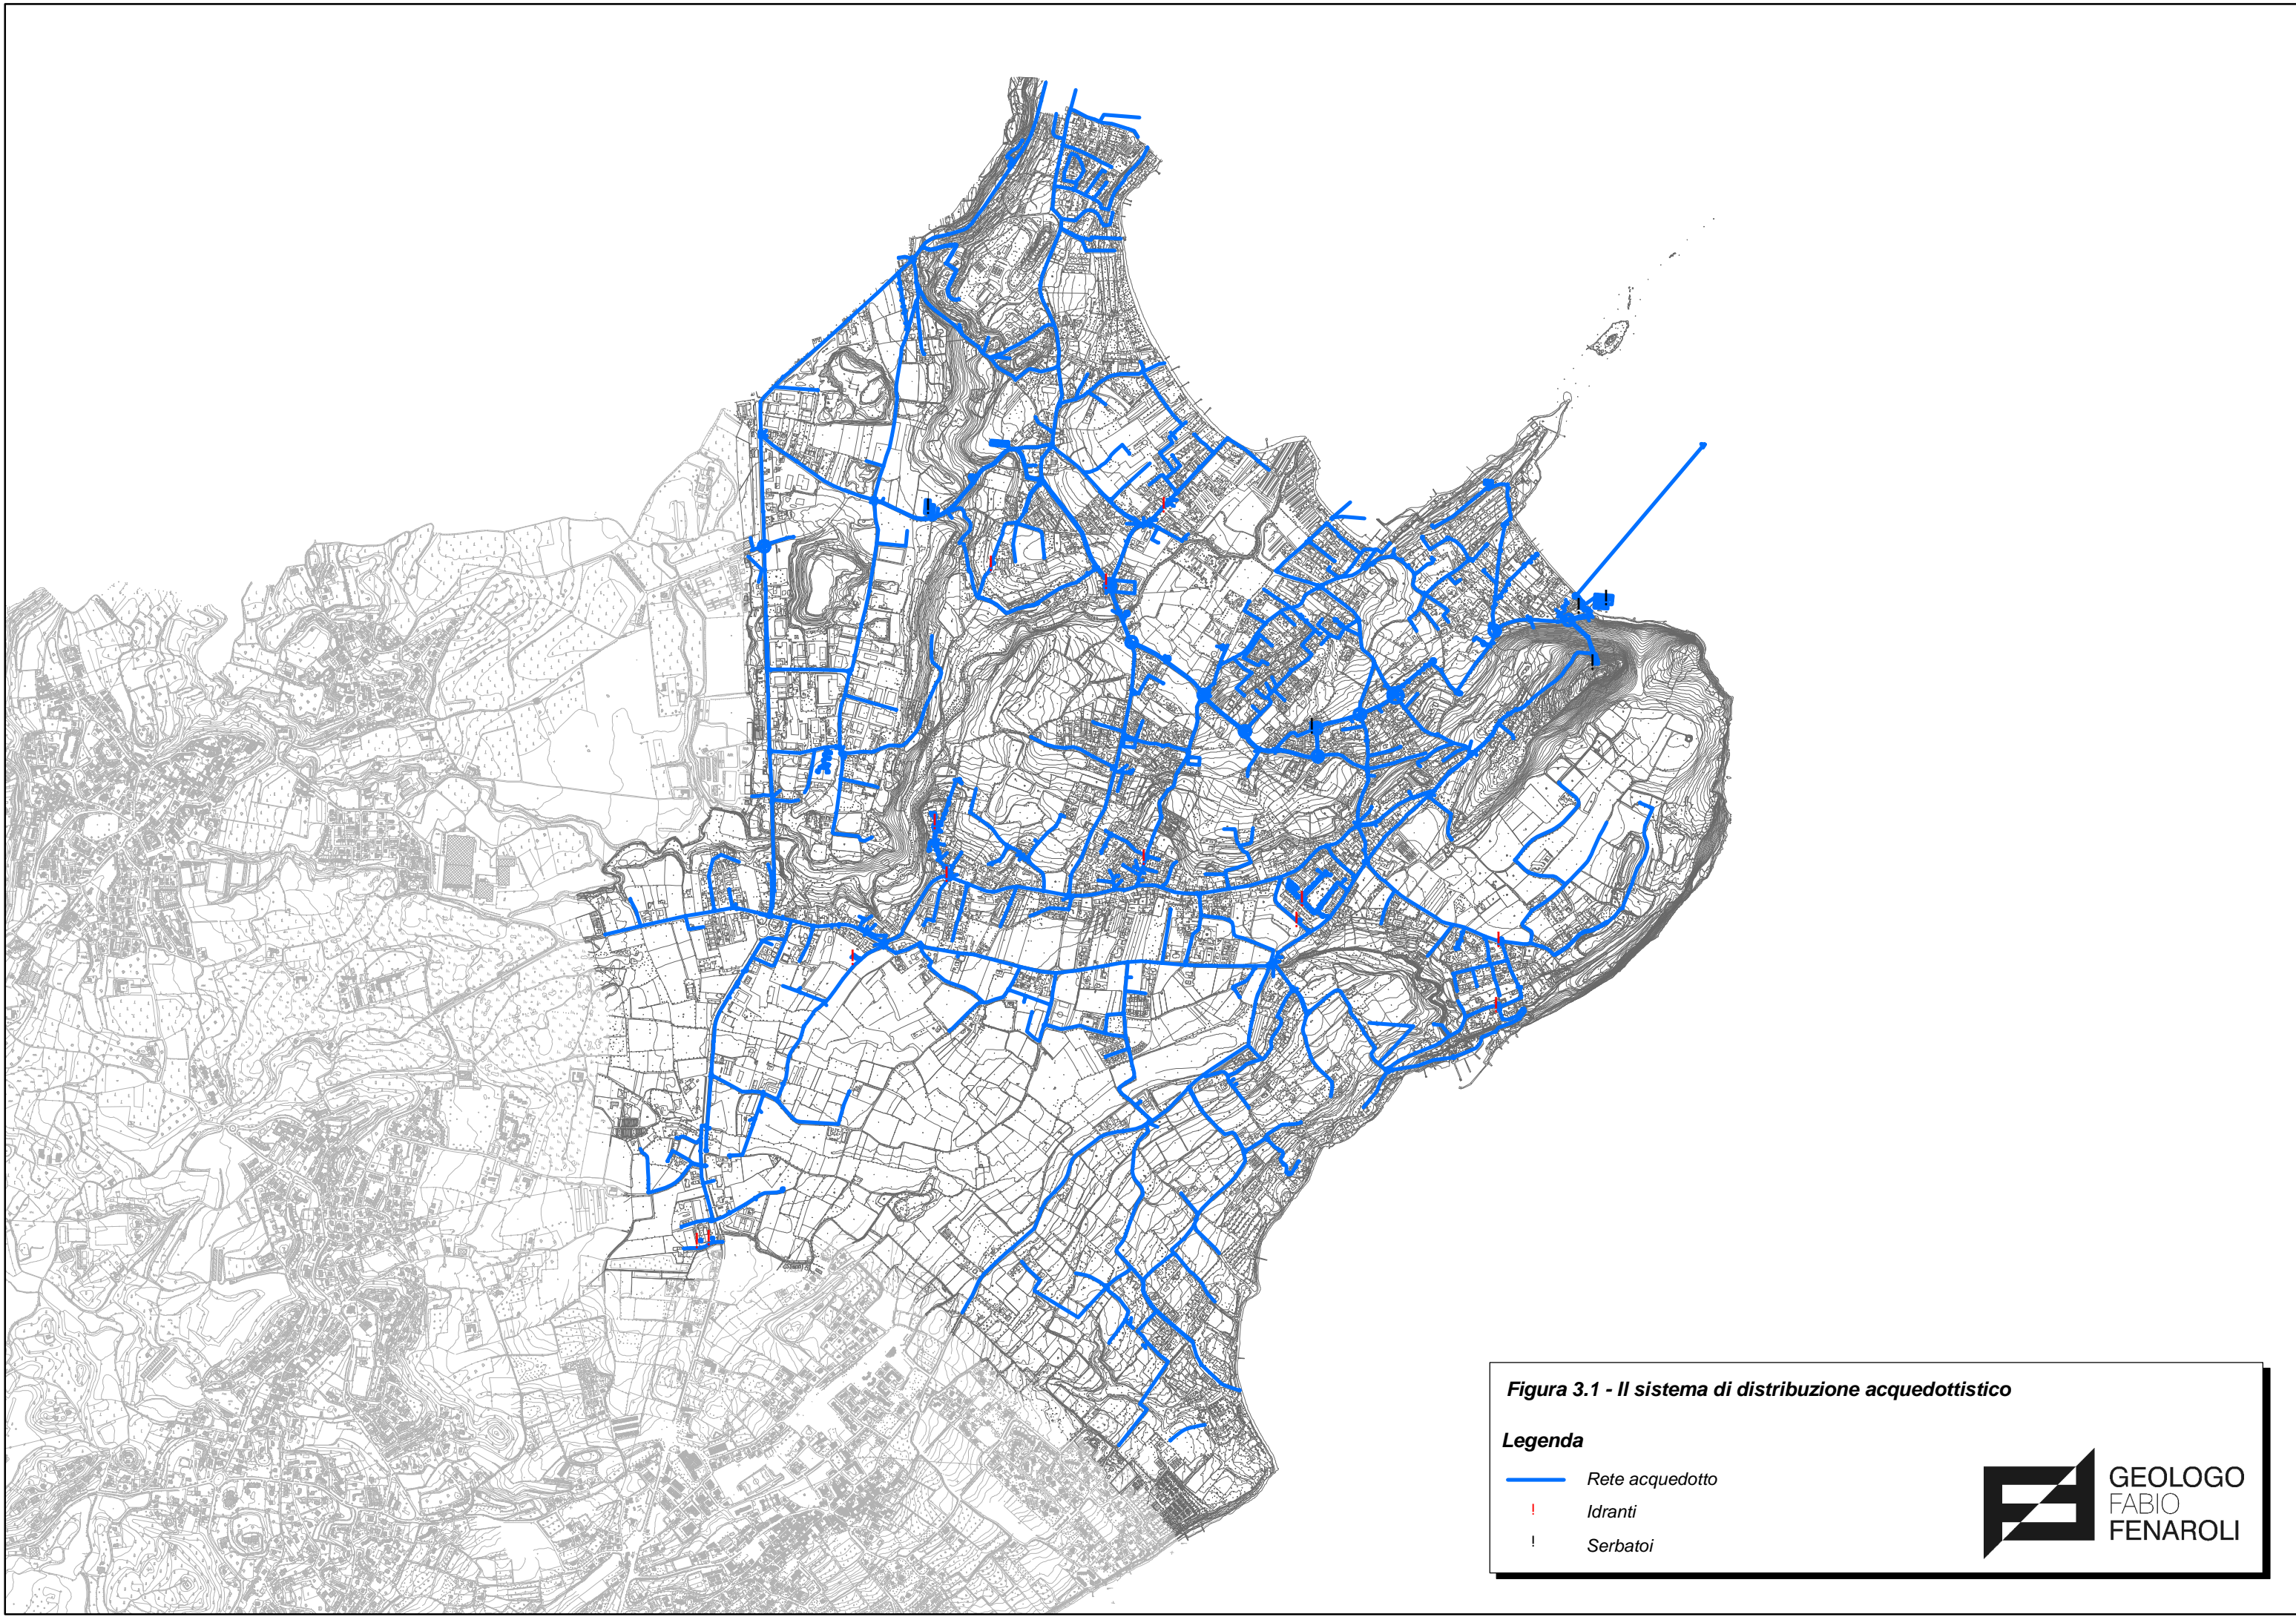 Figura 3.1 - Il sistema di distribuzione acquedottistico
Legenda
Rete acquedotto
! Idranti
! Serbatoi
GEOLOGO
FABIO
FENAROLI